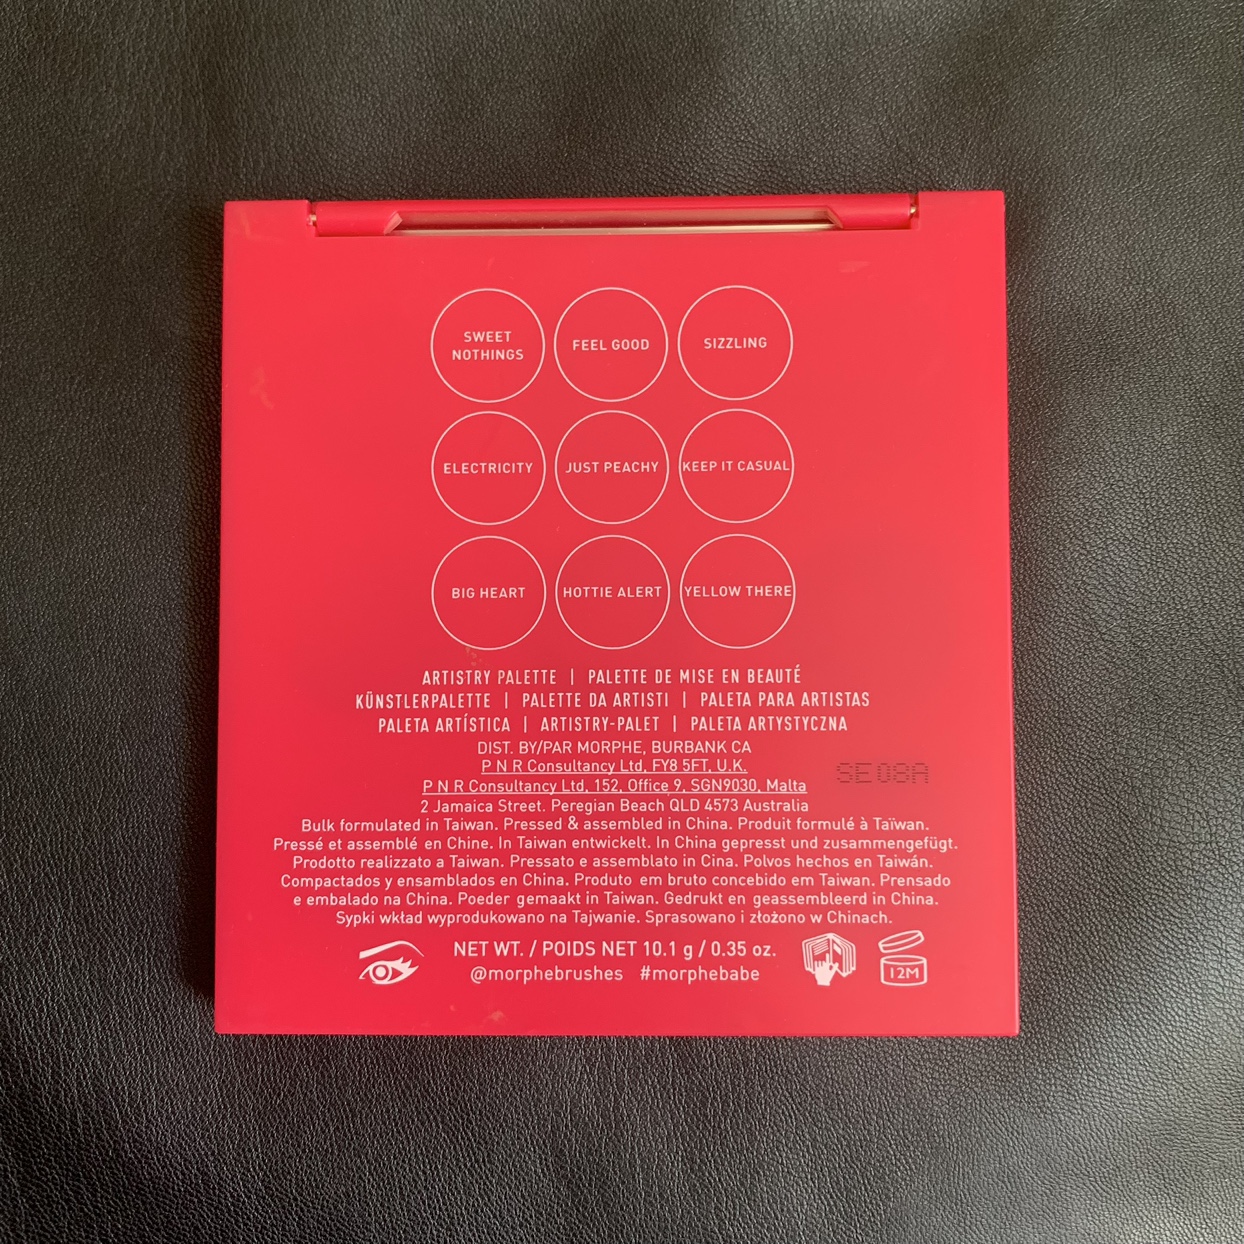 SWEET
NOTHINGS
FEEL GOOD
SIZZLING
ELECTRICITY
JUST PEACHY
KEEP IT CASUAL
BIG HEART
HOTTIE ALERT
YELLOW THERE
ARTISTRY PALETTE | PALETTE DE MISE EN BEAUTÉ
KÜNSTLERPALETTE | PALETTE DA ARTISTI | PALETA PARA ARTISTAS
PALETA ARTÍSTICA | ARTISTRY-PALET | PALETA ARTYSTYCZNA
DIST. BY/PAR MORPHE, BURBANK CA
P N R Consultancy Ltd, FY8 5FT, U.K.
SE08A
P N R Consultancy Ltd, 152, Office 9, SGN9030, Malta
2 Jamaica Street. Peregian Beach QLD 4573 Australia
Bulk formulated in Taiwan. Pressed & assembled in China. Produit formulé à Taïwan.
Pressé et assemblé en Chine. In Taiwan entwickelt. In China gepresst und zusammengefügt.
Prodotto realizzato a Taiwan. Pressato e assemblato in Cina. Polvos hechos en Taiwán.
Compactados y ensamblados en China. Produto em bruto concebido em Taiwan. Prensado
e embalado na China. Poeder gemaakt in Taiwan. Gedrukt en geassembleerd in China.
Sypki wkład wyprodukowano na Tajwanie. Sprasowano i złożono w Chinach.
NET WT. / POIDS NET 10.1 g / 0.35 oz.
@morphebrushes #morphebabe
12M